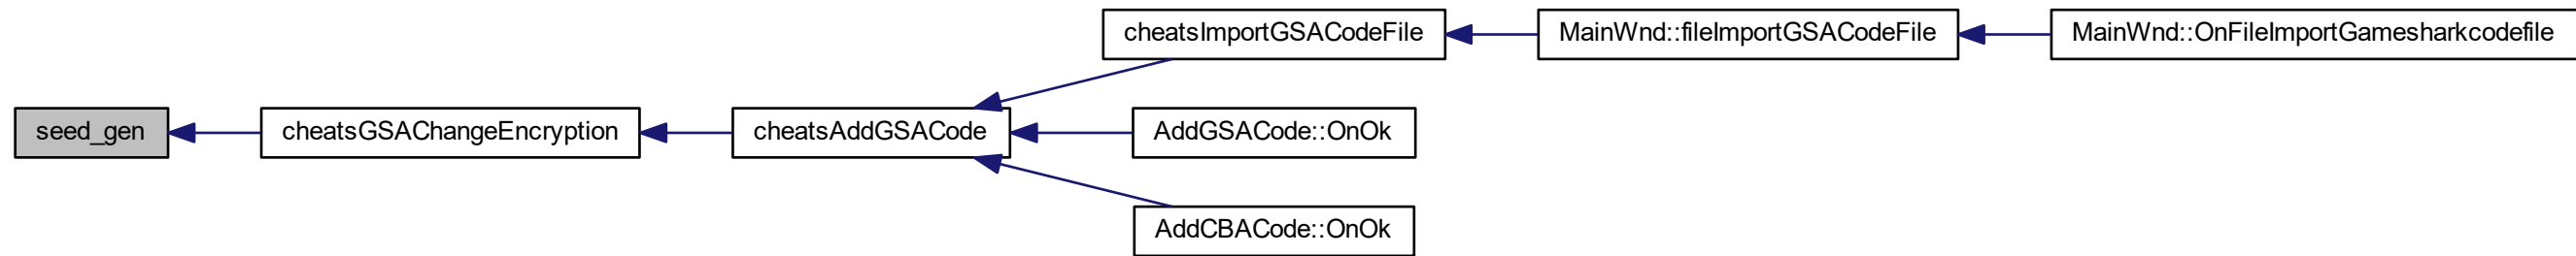 cheatsImportGSACodeFile
MainWnd::fileImportGSACodeFile
MainWnd::OnFileImportGamesharkcodefile
seed_gen
cheatsGSAChangeEncryption
cheatsAddGSACode
AddGSACode::OnOk
AddCBACode::OnOk